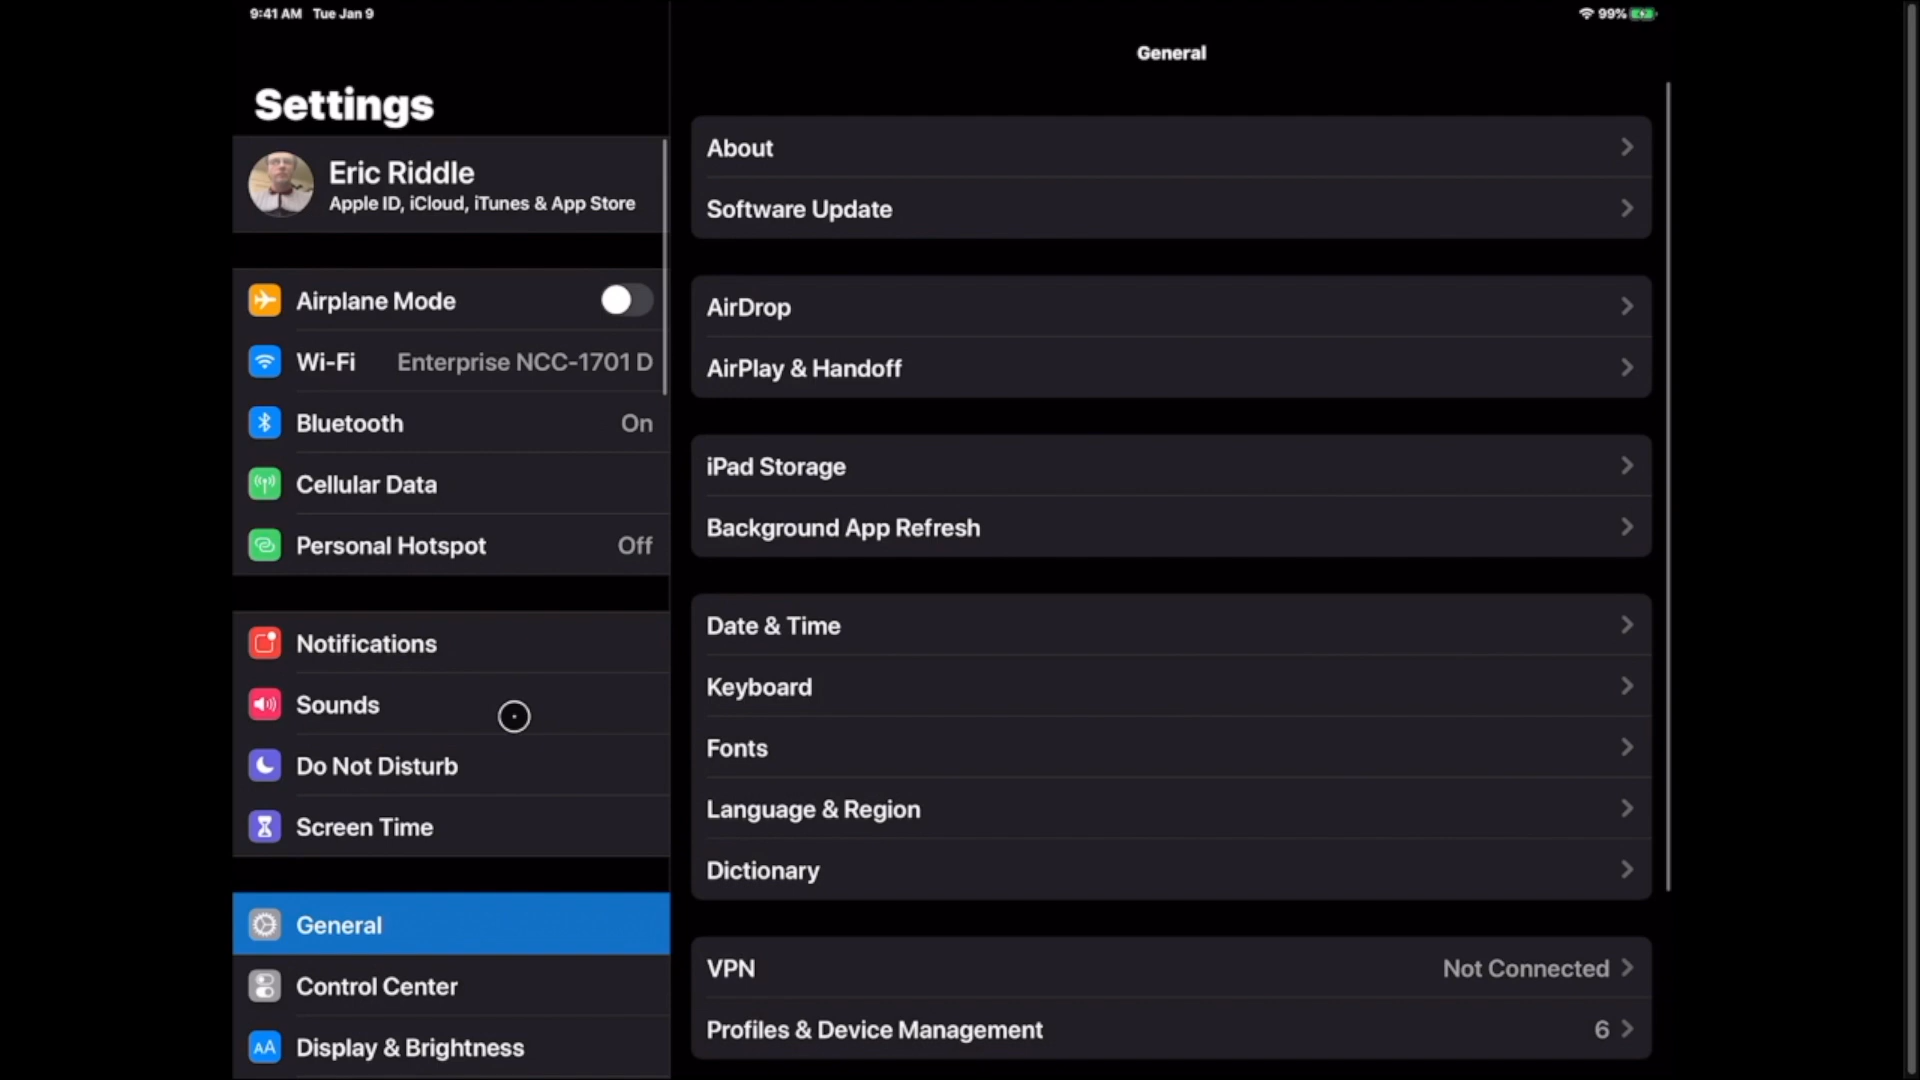 9:41 AM Tue Jan 9
99%
Settings
Eric Riddle
Apple ID, iCloud, iTunes & App Store
Airplane Mode
Wi-Fi Enterprise NCC-1701 D
Bluetooth On
Cellular Data
Personal Hotspot Off
Notifications
Sounds
Do Not Disturb
Screen Time
General
Control Center
AA Display & Brightness
General
About
Software Update
AirDrop
AirPlay & Handoff
iPad Storage
Background App Refresh
Date & Time
Keyboard
Fonts
Language & Region
Dictionary
VPN Not Connected
Profiles & Device Management 6